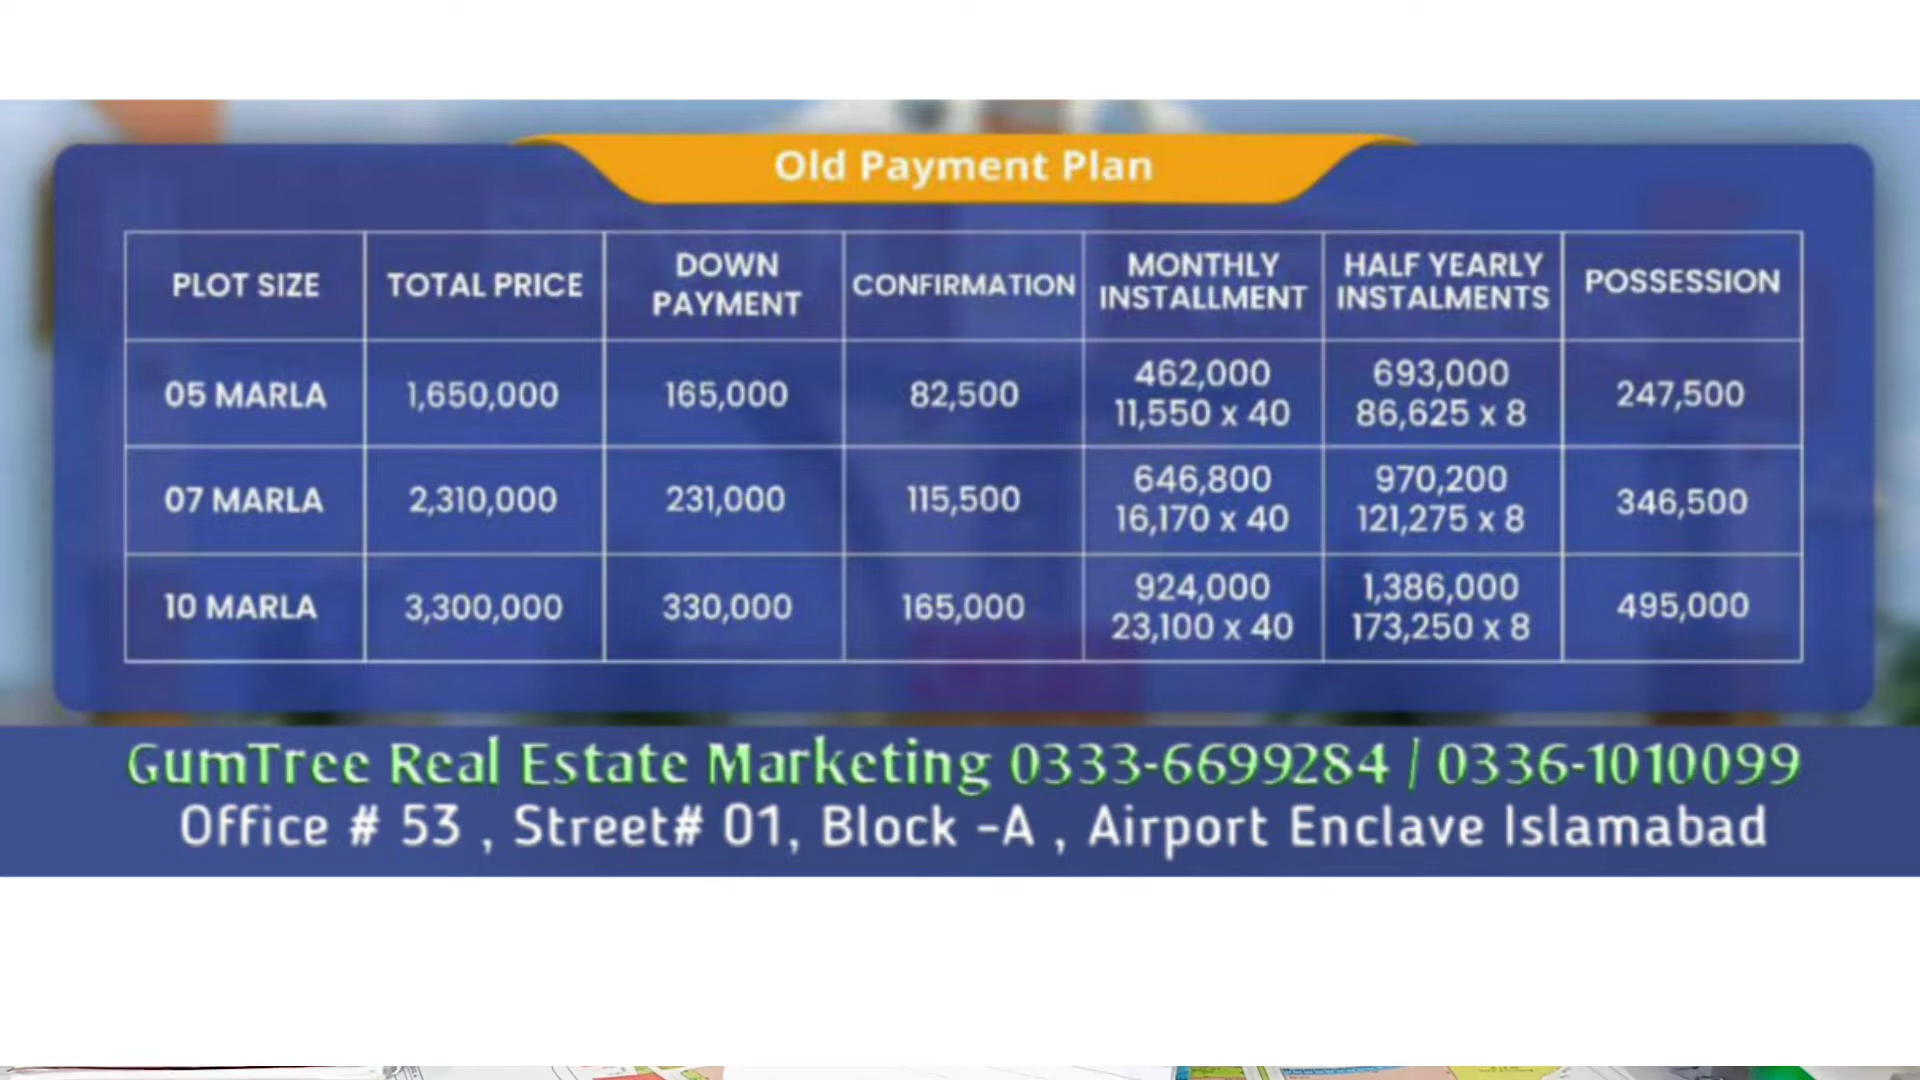 Old Payment Plan
PLOT SIZE TOTAL PRICE DOWN PAYMENT CONFIRMATION MONTHLY INSTALLMENT HALF YEARLY INSTALMENTS POSSESSION
05 MARLA 1,650,000 165,000 82,500 462,000 11,550 x 40 693,000 86,625 x 8 247,500
07 MARLA 2,310,000 231,000 115,500 646,800 16,170 x 40 970,200 121,275 x 8 346,500
10 MARLA 3,300,000 330,000 165,000 924,000 23,100 x 40 1,386,000 173,250 x 8 495,000
GumTree Real Estate Marketing 0333-6699284 / 0336-1010099
Office # 53 , Street# 01, Block -A , Airport Enclave Islamabad